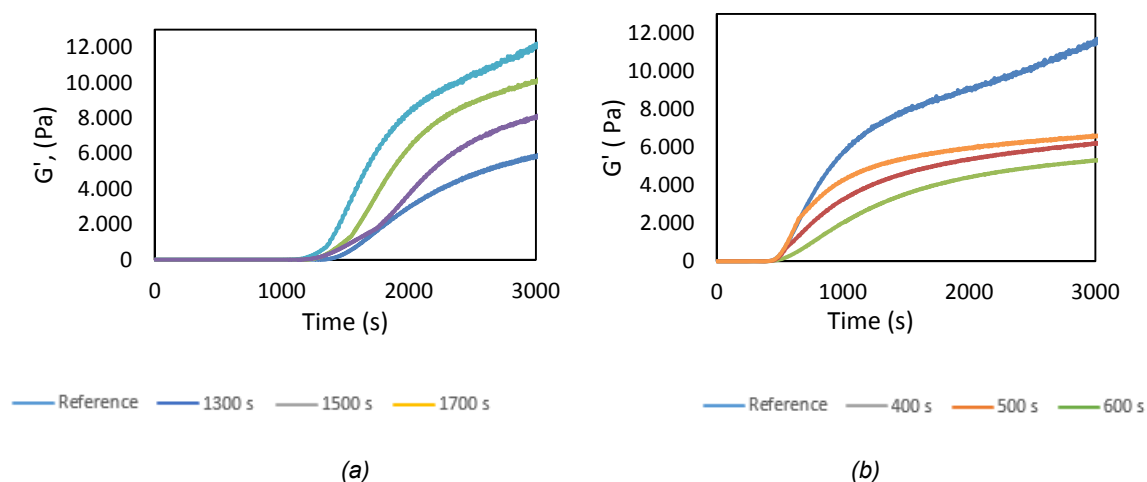 12.000
10.000
8.000
6.000
4.000
2.000
0
G', (Pa)
0 1000 2000 3000
Time (s)
Reference 1300 s 1500 s 1700 s
(a)
12.000
10.000
8.000
6.000
4.000
2.000
0
G' ( Pa)
0 1000 2000 3000
Time (s)
Reference 400 s 500 s 600 s
(b)